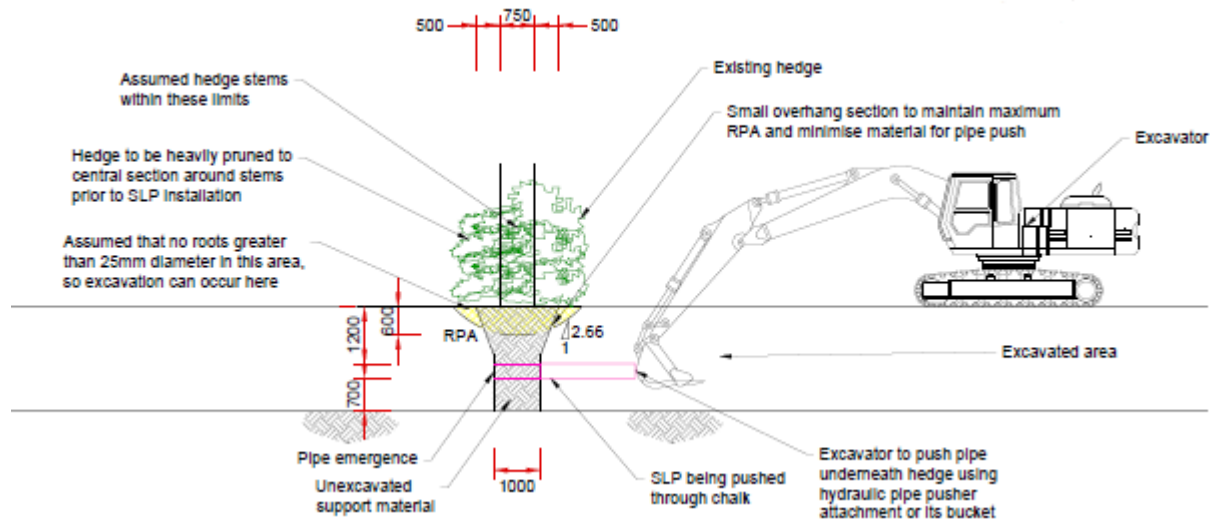 750
500
500
Assumed hedge stems
within these limits
Existing hedge
Small overhang section to maintain maximum
RPA and minimise material for pipe push
Excavator
Hedge to be heavily pruned to
central section around stems
prior to SLP installation
Assumed that no roots greater
than 25mm diameter in this area,
so excavation can occur here
600
1200
RPA
2.66
1
Excavated area
700
Pipe emergence
Unexcavated
support material
1000
SLP being pushed
through chalk
Excavator to push pipe
underneath hedge using
hydraulic pipe pusher
attachment or its bucket